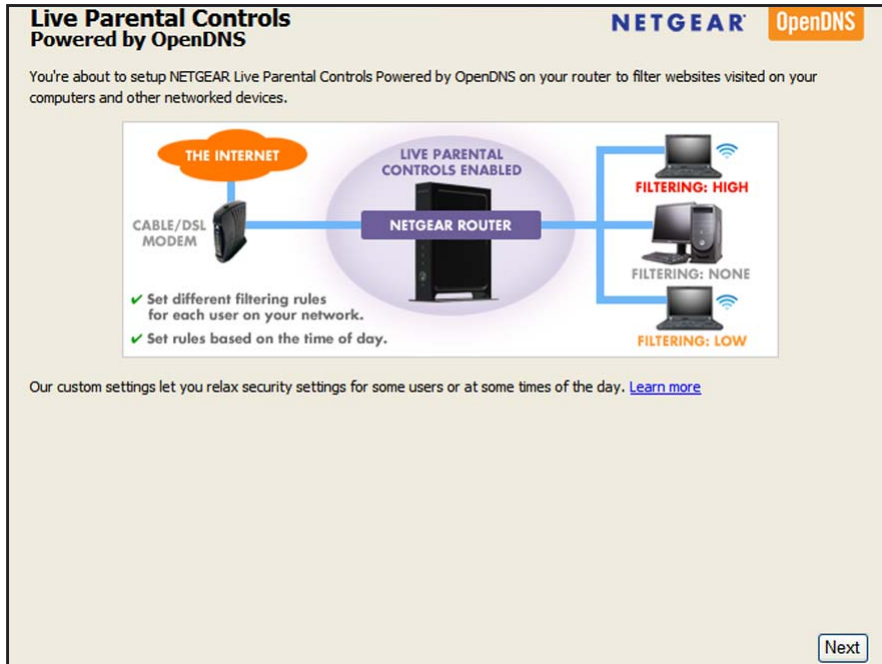 Live Parental Controls
Powered by OpenDNS
NETGEAR
OpenDNS
You're about to setup NETGEAR Live Parental Controls Powered by OpenDNS on your router to filter websites visited on your
computers and other networked devices.
THE INTERNET
CABLE/DSL
MODEM
LIVE PARENTAL
CONTROLS ENABLED
NETGEAR ROUTER
FILTERING: HIGH
FILTERING: NONE
FILTERING: LOW
✔ Set different filtering rules
for each user on your network.
✔ Set rules based on the time of day.
Our custom settings let you relax security settings for some users or at some times of the day. Learn more
Next